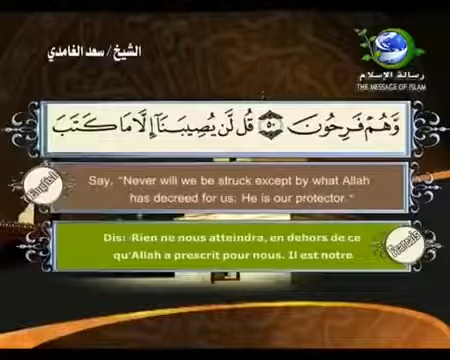 الشيخ / سعد الغامدي
رسالة الإسلام
THE MESSAGE OF ISLAM
وَّهُمْ فَرِحُونَ ٥٠ قُل لَّن يُصِيبَنَآ إِلَّا مَا كَتَبَ
English
Say, "Never will we be struck except by what Allah
has decreed for us; He is our protector."
Dis: «Rien ne nous atteindra, en dehors de ce
qu'Allah a prescrit pour nous. Il est notre
Francais